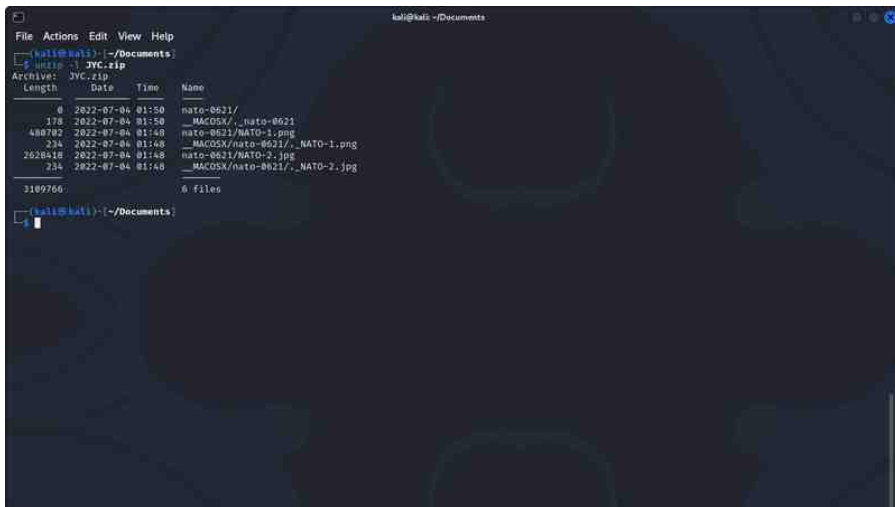 kali@kali: ~/Documents
File Actions Edit View Help
(kali㉿kali)-[~/Documents]
$ unzip -l JYC.zip
Archive: JYC.zip
Length Date Time Name
0 2022-07-04 01:50 nato-0621/
178 2022-07-04 01:50 __MACOSX/._nato-0621
480702 2022-07-04 01:48 nato-0621/NATO-1.png
234 2022-07-04 01:48 __MACOSX/nato-0621/._NATO-1.png
2628418 2022-07-04 01:48 nato-0621/NATO-2.jpg
234 2022-07-04 01:48 __MACOSX/nato-0621/._NATO-2.jpg
3109766 6 files
(kali㉿kali)-[~/Documents]
$